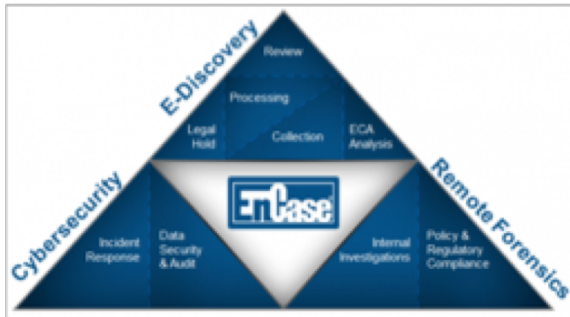 E-Discovery
Review
Processing
Legal
Hold
Collection
ECA
Analysis
Cybersecurity
Incident
Response
Data
Security
& Audit
EnCase
Remote Forensics
Internal
Investigations
Policy &
Regulatory
Compliance